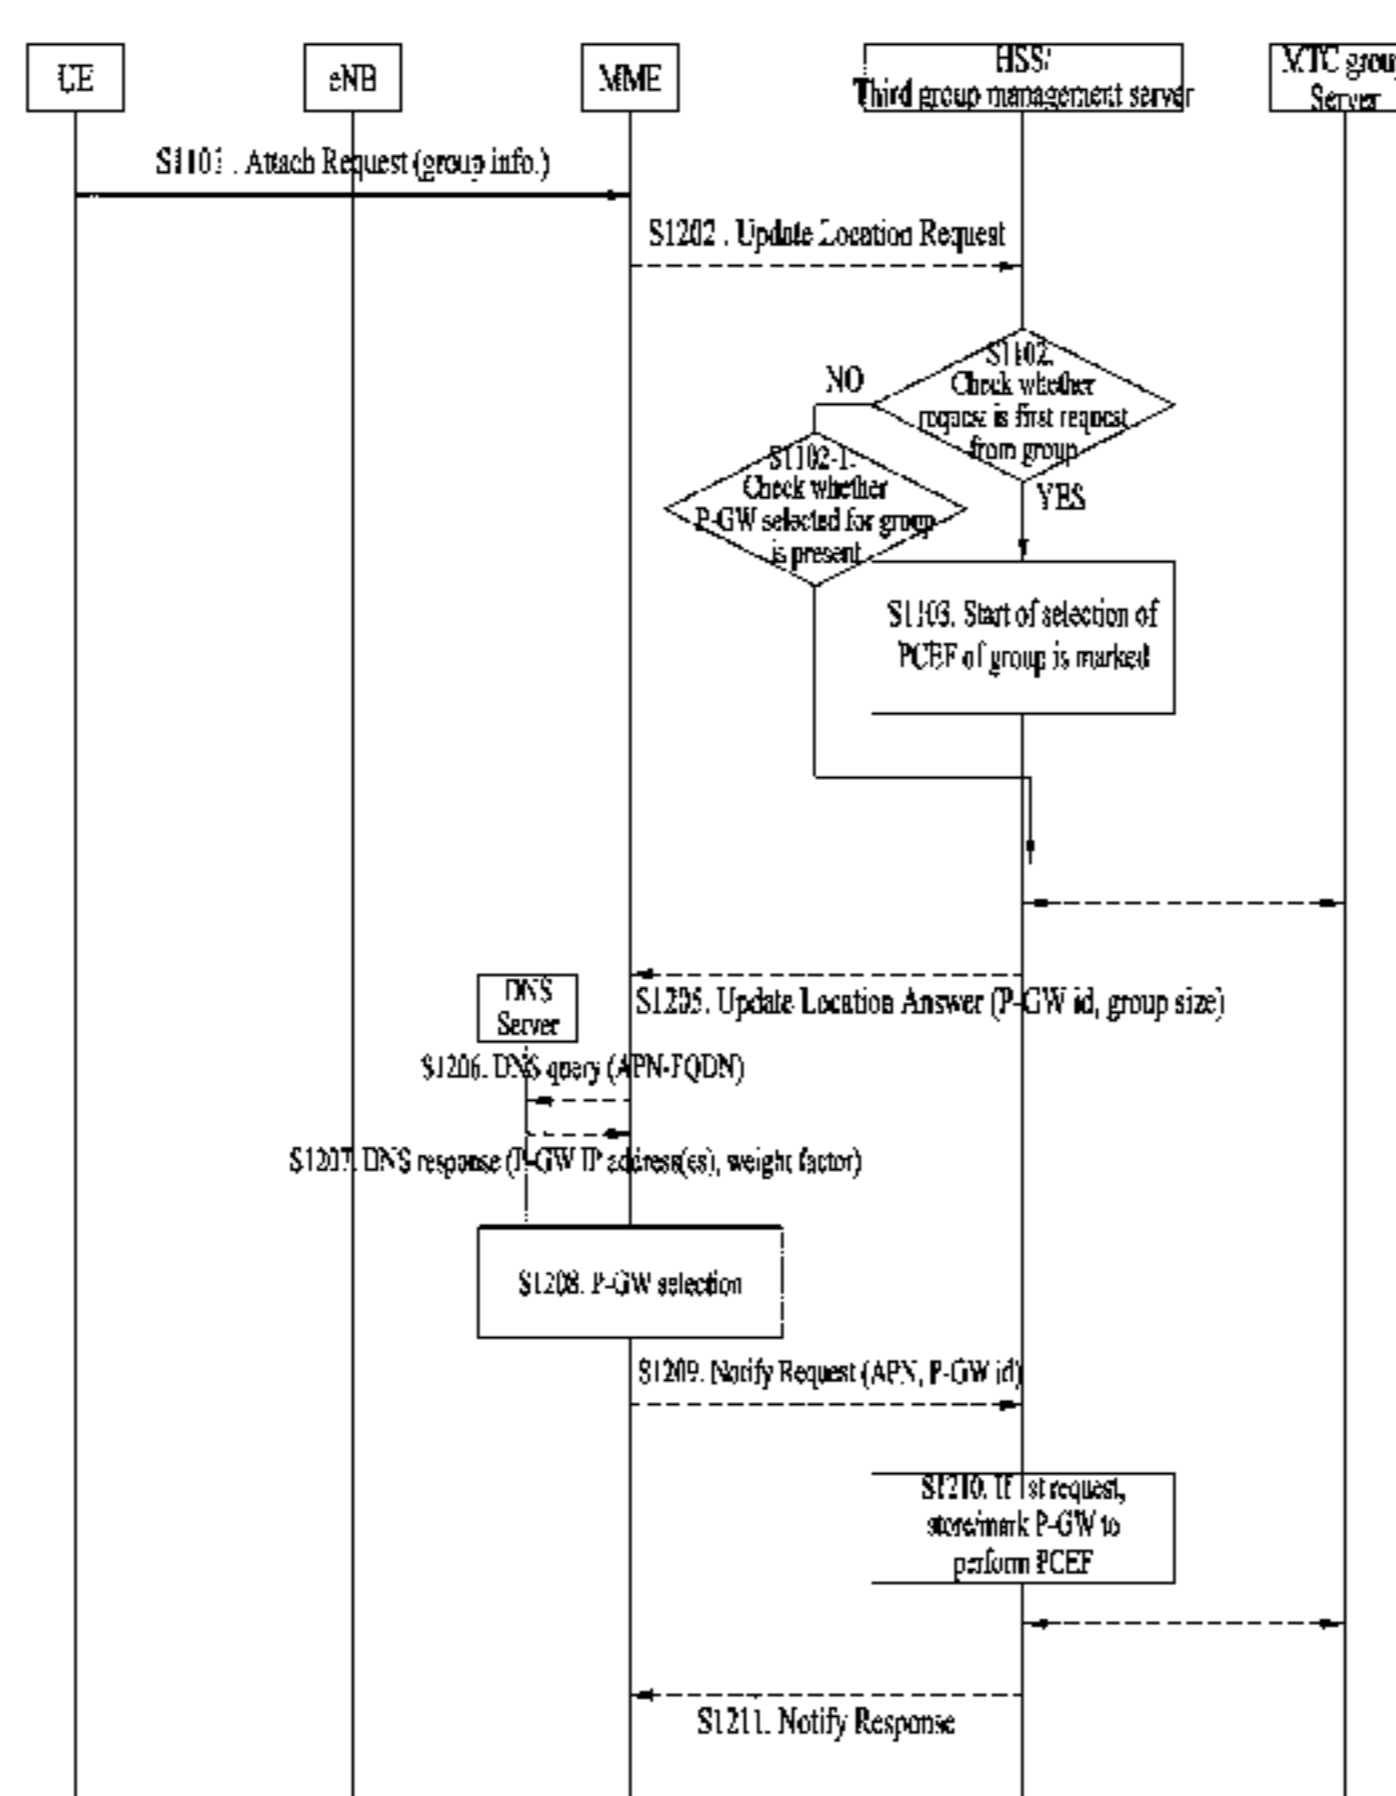 UE
eNB
MME
HSS/
Third group management server
MTC group
Server
S1101 . Attach Request (group info.)
S1202 . Update Location Request
S1102.
Check whether
request is first request
from group
NO
YES
S1102-1.
Check whether
P-GW selected for group
is present
S1103. Start of selection of
PCEF of group is marked
S1205. Update Location Answer (P-GW id, group size)
DNS
Server
S1206. DNS query (APN-FQDN)
S1207. DNS response (P-GW IP address(es), weight factor)
S1208. P-GW selection
S1209. Notify Request (APN, P-GW id)
S1210. If 1st request,
store/mark P-GW to
perform PCEF
S1211. Notify Response